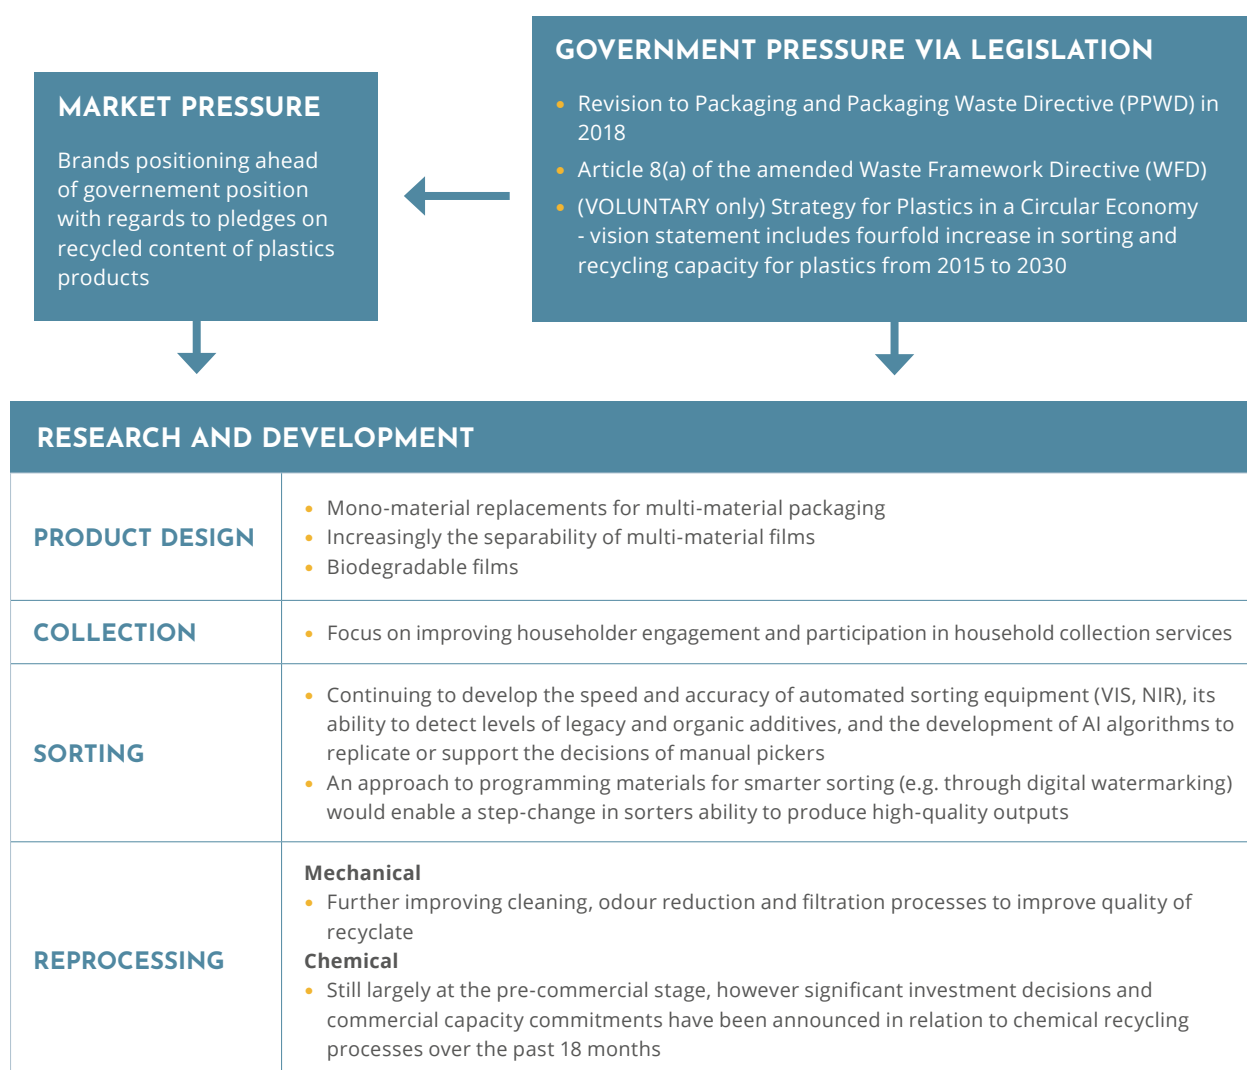 MARKET PRESSURE
Brands positioning ahead
of governement position
with regards to pledges on
recycled content of plastics
products
GOVERNMENT PRESSURE VIA LEGISLATION
• Revision to Packaging and Packaging Waste Directive (PPWD) in
2018
• Article 8(a) of the amended Waste Framework Directive (WFD)
• (VOLUNTARY only) Strategy for Plastics in a Circular Economy
- vision statement includes fourfold increase in sorting and
recycling capacity for plastics from 2015 to 2030
RESEARCH AND DEVELOPMENT
PRODUCT DESIGN
• Mono-material replacements for multi-material packaging
• Increasingly the separability of multi-material films
• Biodegradable films
COLLECTION
• Focus on improving householder engagement and participation in household collection services
SORTING
• Continuing to develop the speed and accuracy of automated sorting equipment (VIS, NIR), its
ability to detect levels of legacy and organic additives, and the development of AI algorithms to
replicate or support the decisions of manual pickers
• An approach to programming materials for smarter sorting (e.g. through digital watermarking)
would enable a step-change in sorters ability to produce high-quality outputs
REPROCESSING
Mechanical
• Further improving cleaning, odour reduction and filtration processes to improve quality of
recyclate
Chemical
• Still largely at the pre-commercial stage, however significant investment decisions and
commercial capacity commitments have been announced in relation to chemical recycling
processes over the past 18 months